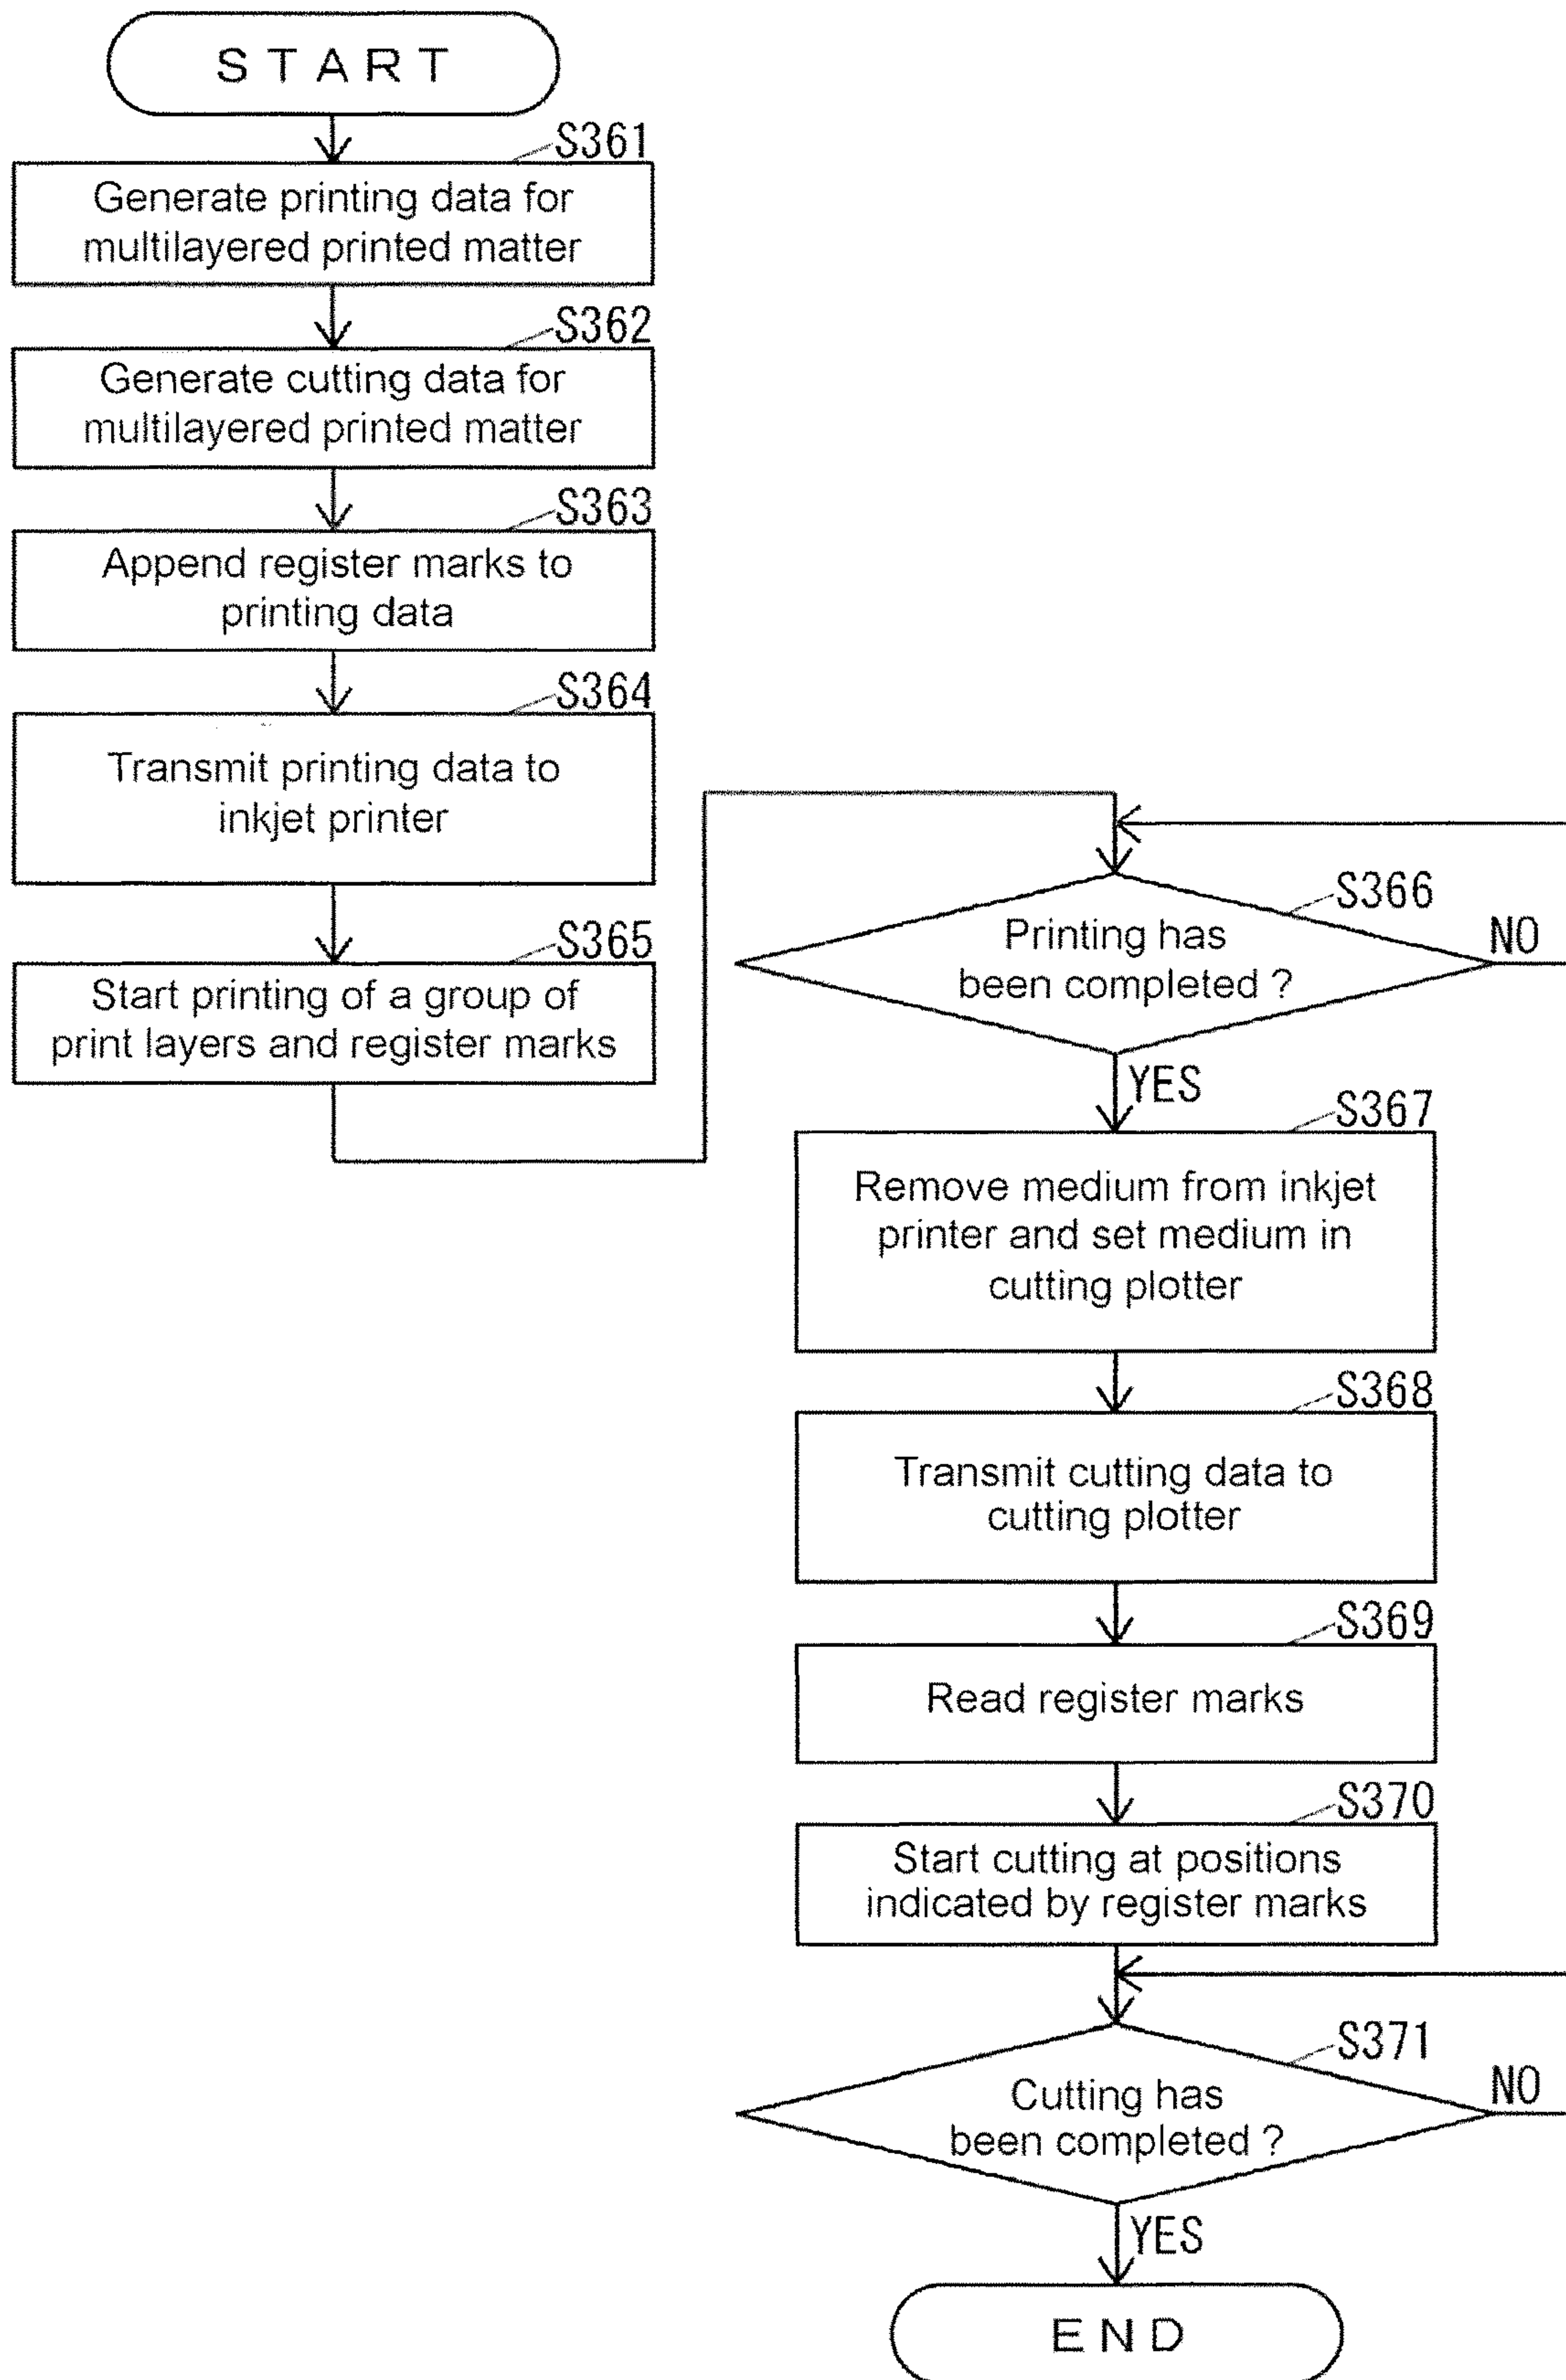 START
S361
Generate printing data for
multilayered printed matter
S362
Generate cutting data for
multilayered printed matter
S363
Append register marks to
printing data
S364
Transmit printing data to
inkjet printer
S365
Start printing of a group of
print layers and register marks
S366
Printing has
been completed ?
NO
YES
S367
Remove medium from inkjet
printer and set medium in
cutting plotter
S368
Transmit cutting data to
cutting plotter
S369
Read register marks
S370
Start cutting at positions
indicated by register marks
S371
Cutting has
been completed ?
NO
YES
END